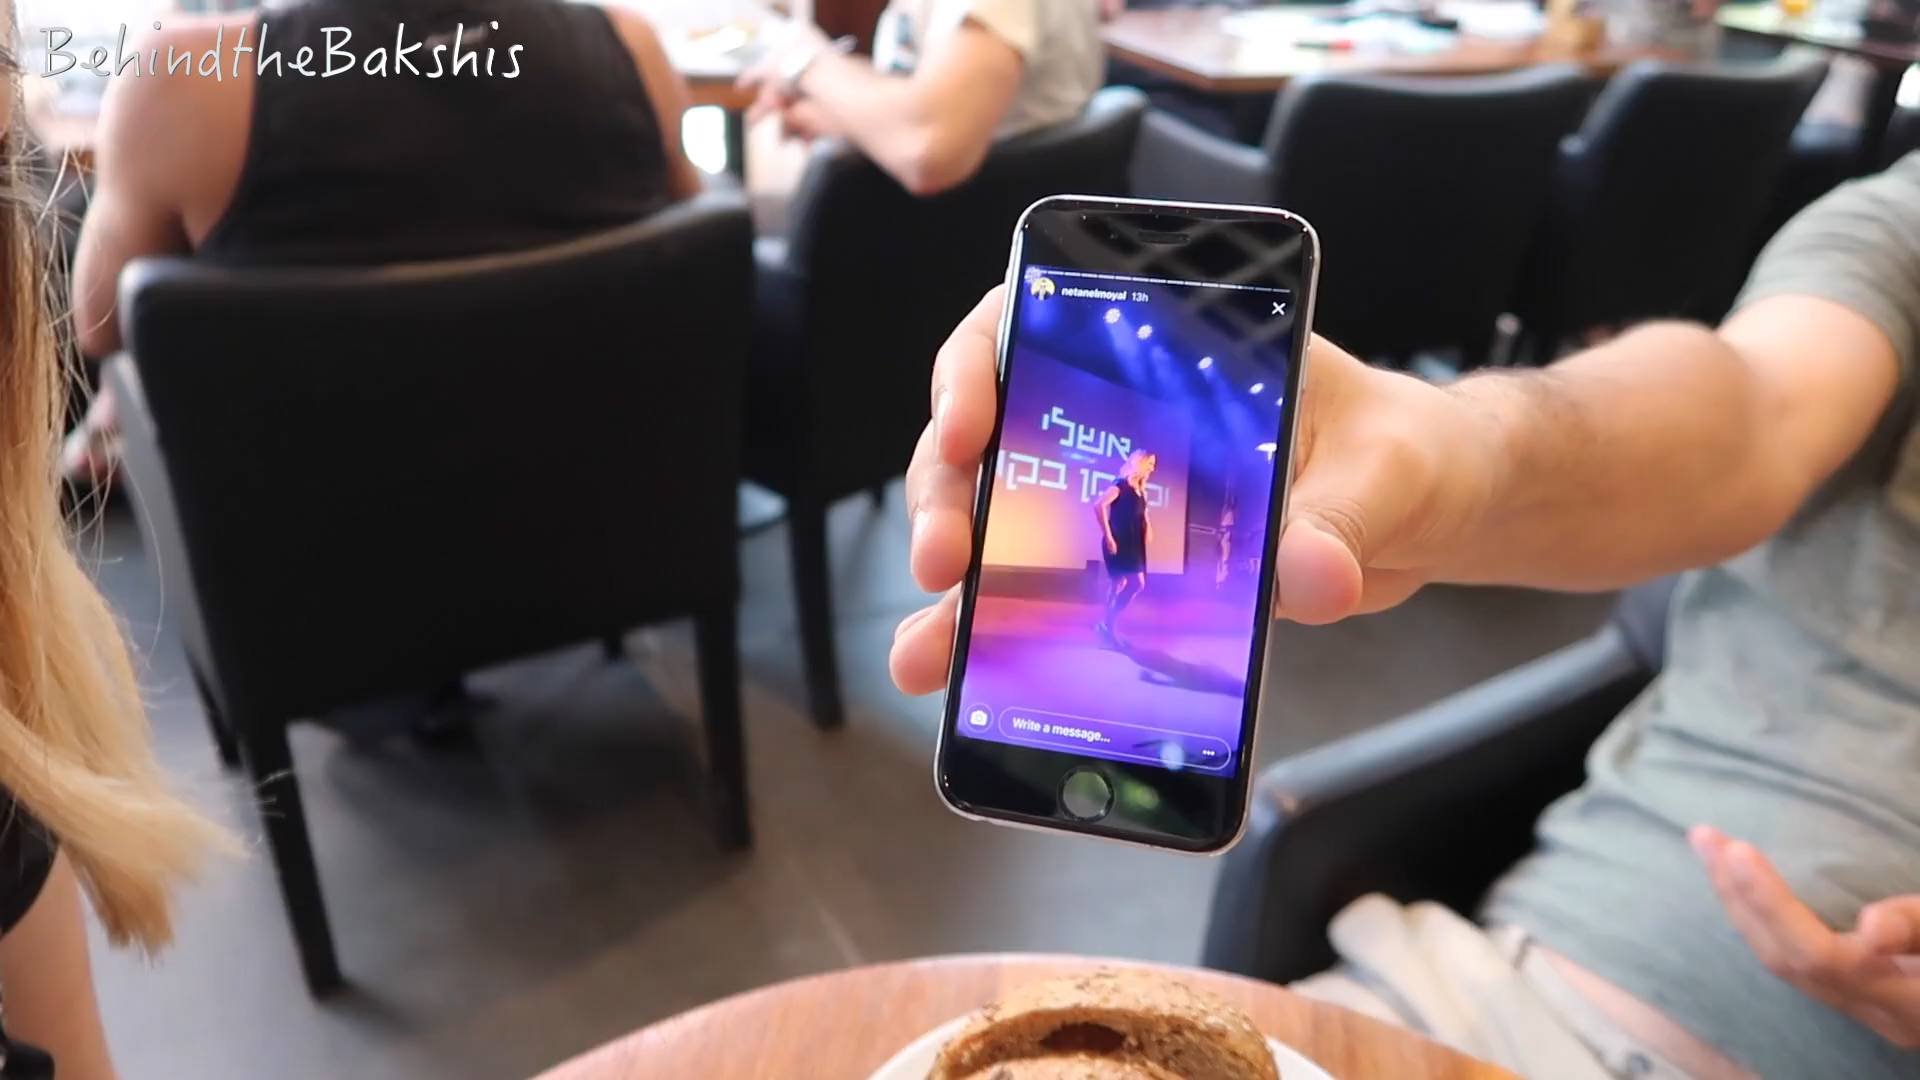 BehindtheBakshis
netanelmoyal 13h
אשלי
Write a message...